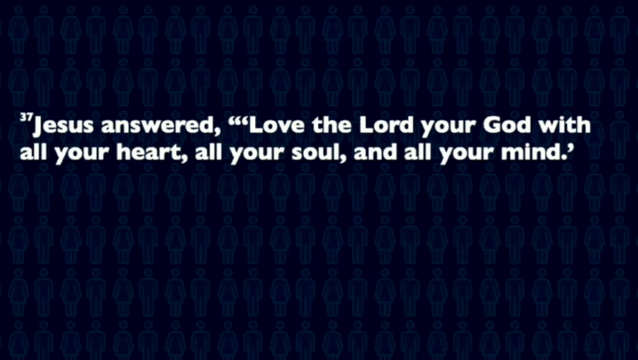 ³⁷Jesus answered, “‘Love the Lord your God with
all your heart, all your soul, and all your mind.’